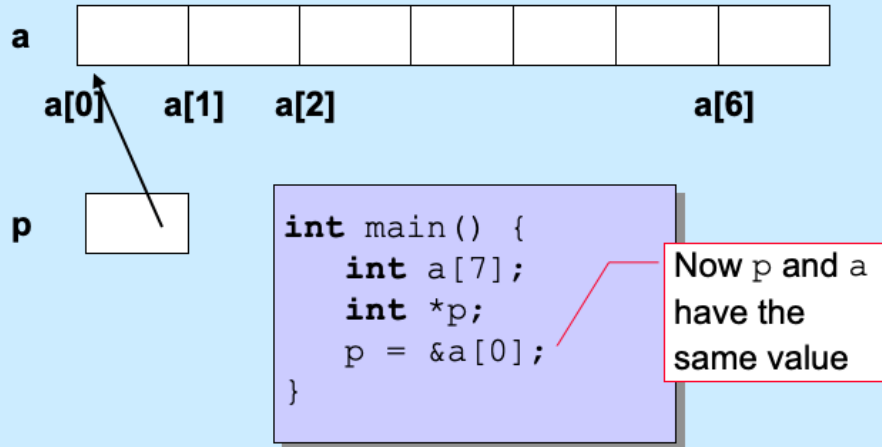 a
a[0] a[1] a[2] a[6]
p
int main() {
int a[7];
int *p;
p = &a[0];
}
Now p and a
have the
same value